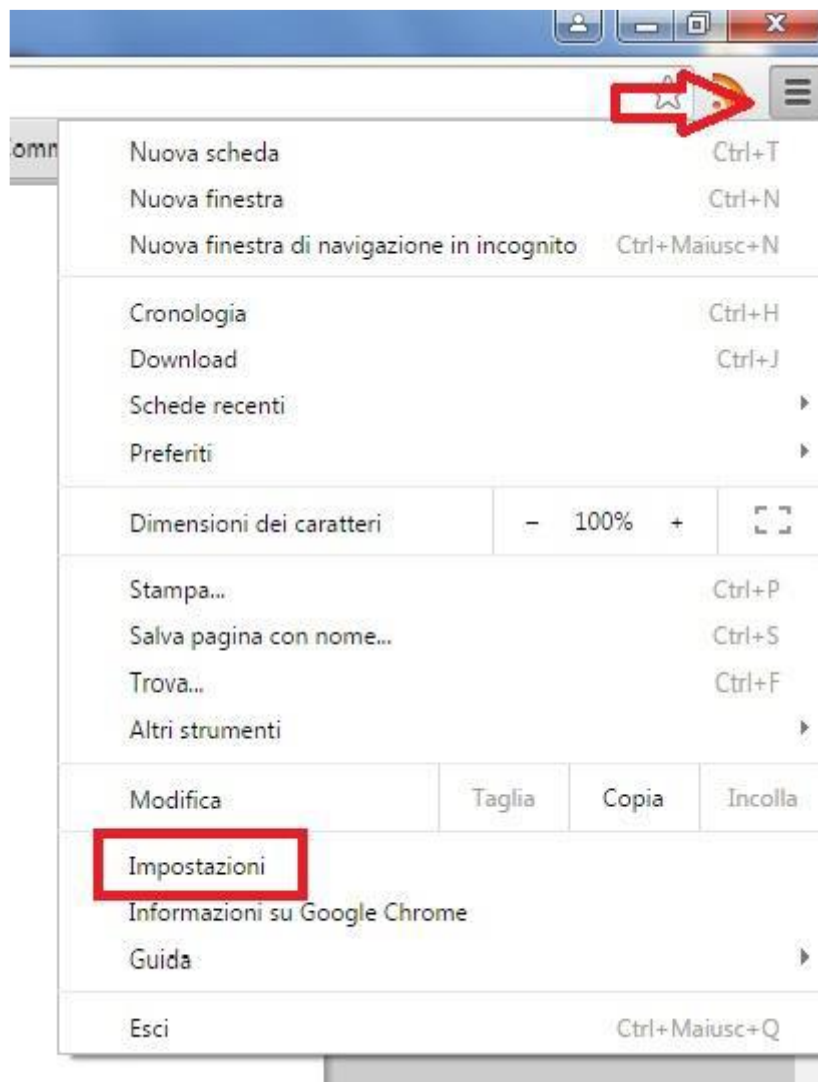 omm
Nuova scheda Ctrl+T
Nuova finestra Ctrl+N
Nuova finestra di navigazione in incognito Ctrl+Maiusc+N
Cronologia Ctrl+H
Download Ctrl+J
Schede recenti
Preferiti
Dimensioni dei caratteri – 100% +
Stampa... Ctrl+P
Salva pagina con nome... Ctrl+S
Trova... Ctrl+F
Altri strumenti
Modifica Taglia Copia Incolla
Impostazioni
Informazioni su Google Chrome
Guida
Esci Ctrl+Maiusc+Q